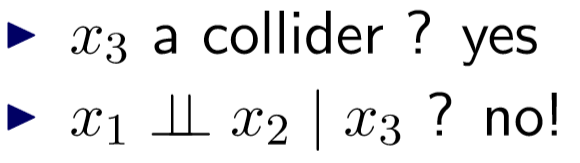 ▶ x₃ a collider ? yes
▶ x₁ ⫫ x₂ | x₃ ? no!